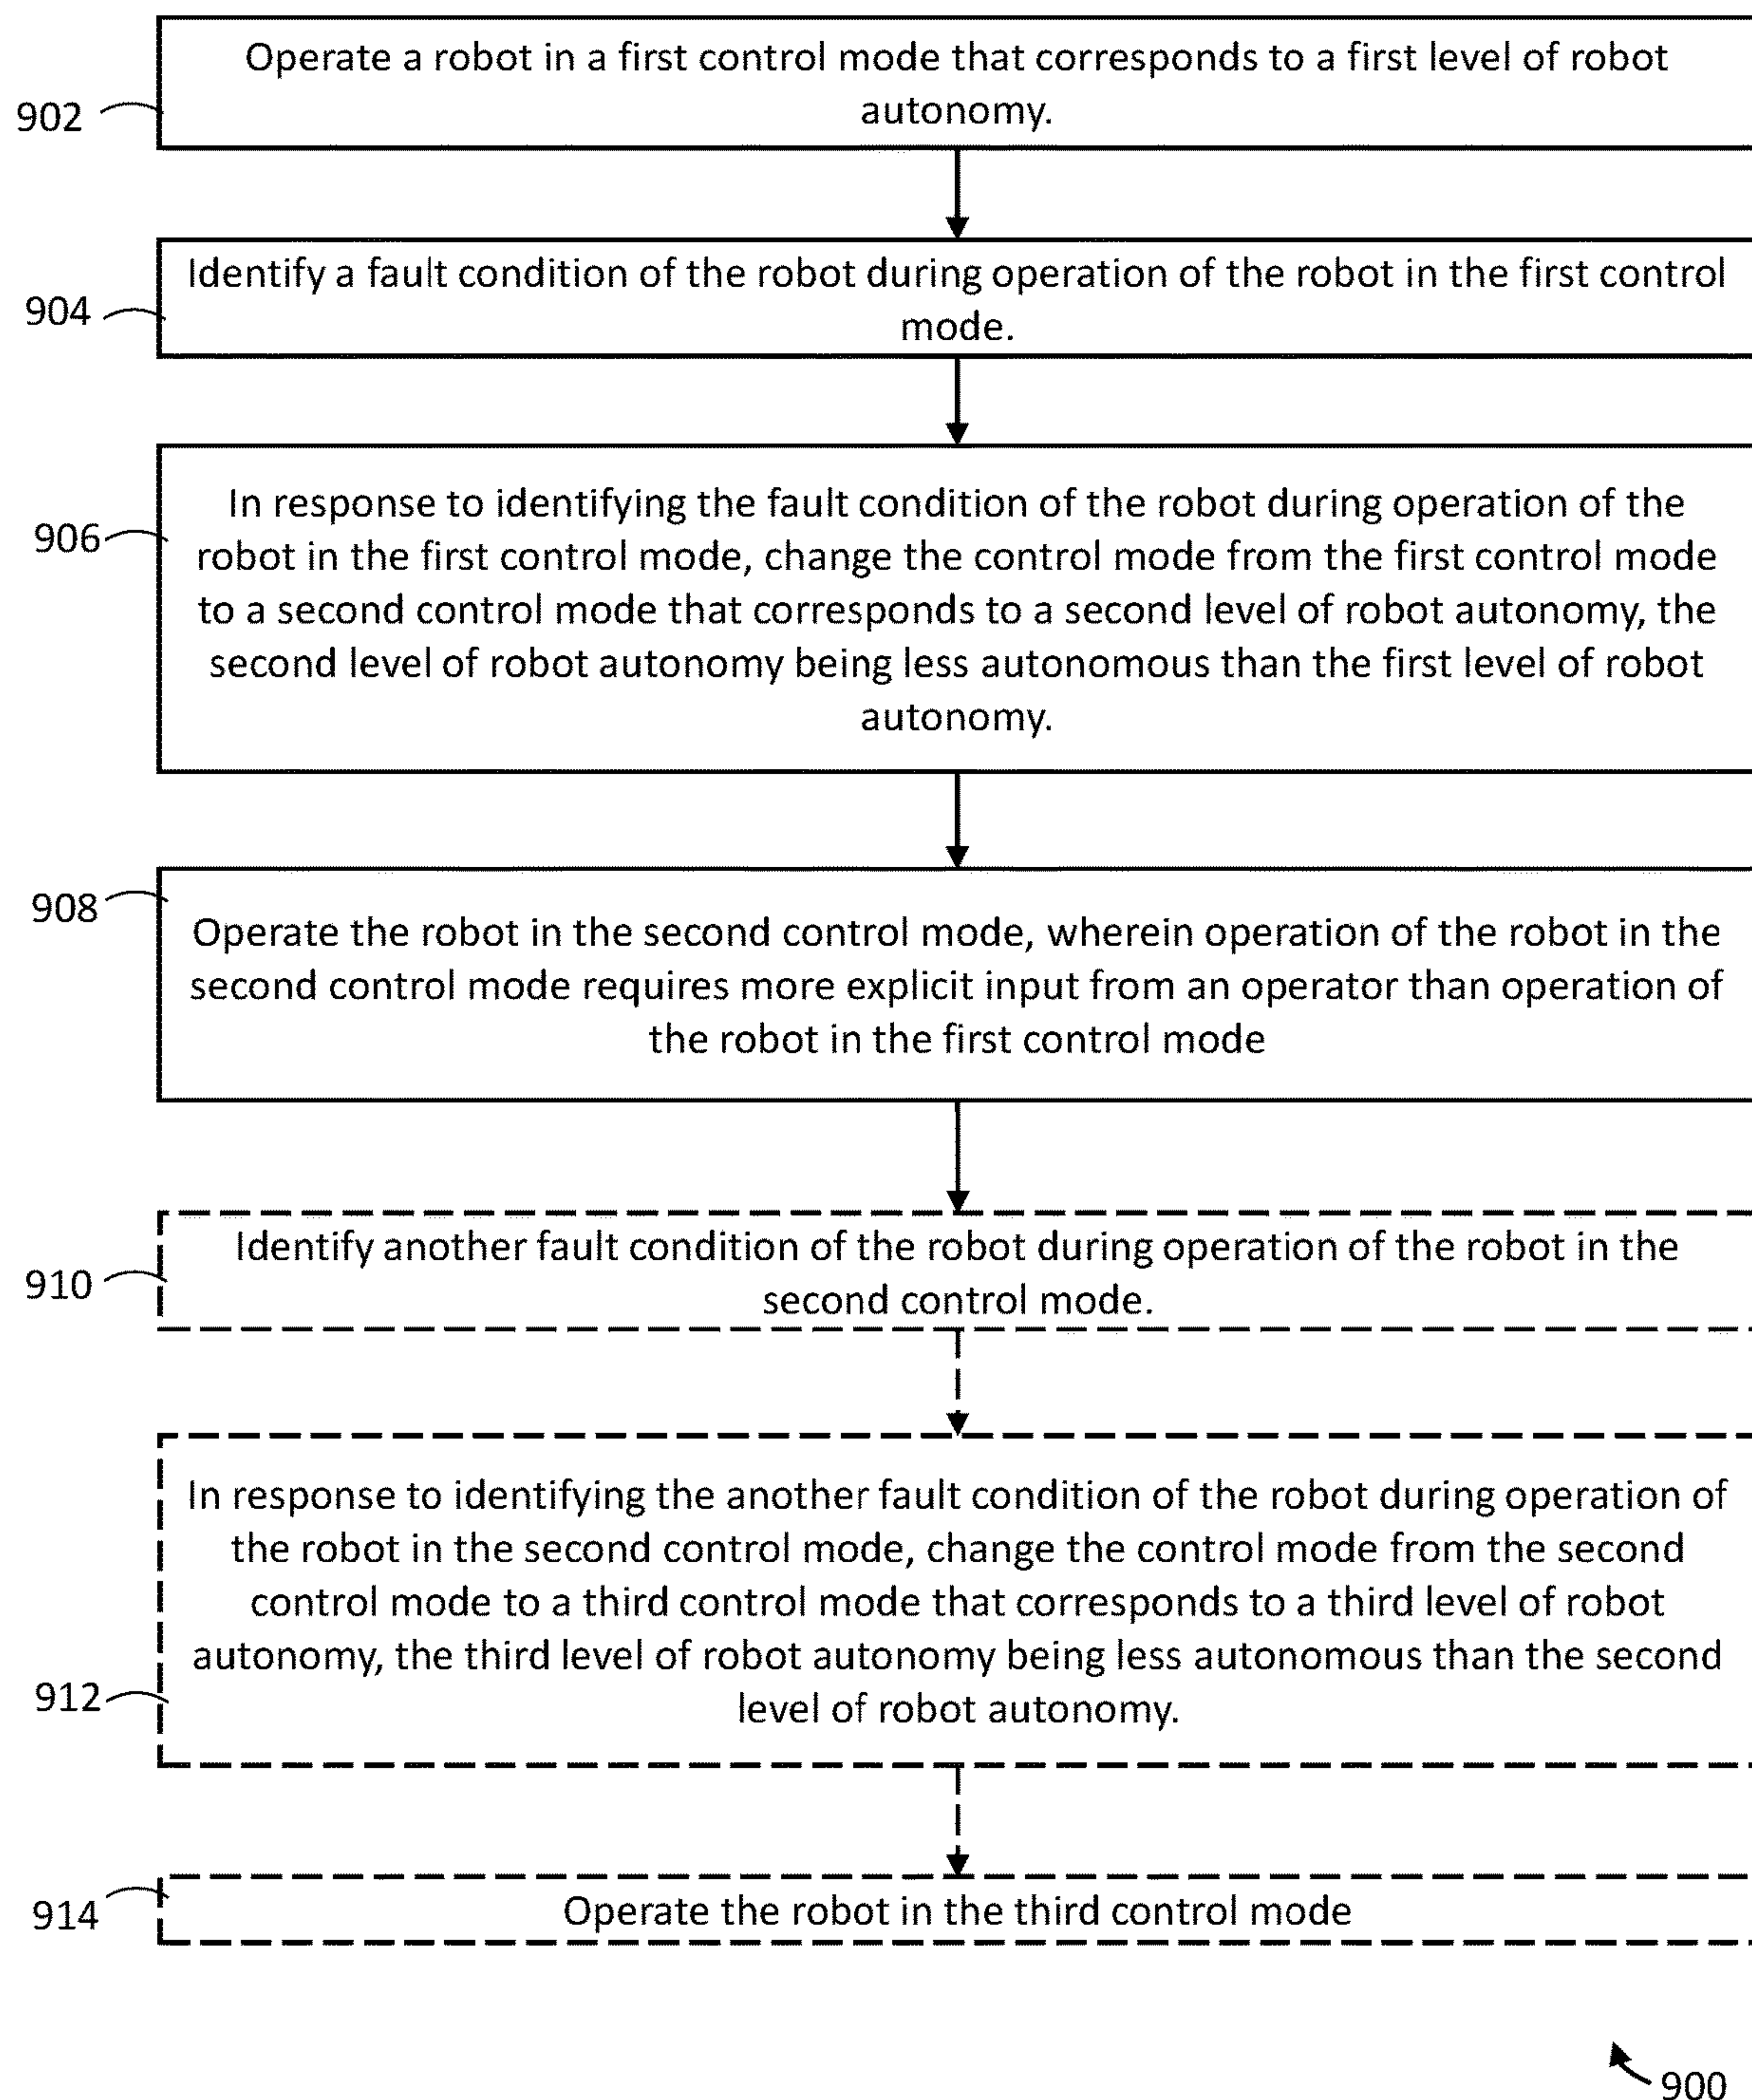 Operate a robot in a first control mode that corresponds to a first level of robot
autonomy.
902
Identify a fault condition of the robot during operation of the robot in the first control
mode.
904
In response to identifying the fault condition of the robot during operation of the
robot in the first control mode, change the control mode from the first control mode
to a second control mode that corresponds to a second level of robot autonomy, the
second level of robot autonomy being less autonomous than the first level of robot
autonomy.
906
908
Operate the robot in the second control mode, wherein operation of the robot in the
second control mode requires more explicit input from an operator than operation of
the robot in the first control mode
Identify another fault condition of the robot during operation of the robot in the
second control mode.
910
In response to identifying the another fault condition of the robot during operation of
the robot in the second control mode, change the control mode from the second
control mode to a third control mode that corresponds to a third level of robot
autonomy, the third level of robot autonomy being less autonomous than the second
level of robot autonomy.
912
914
Operate the robot in the third control mode
900